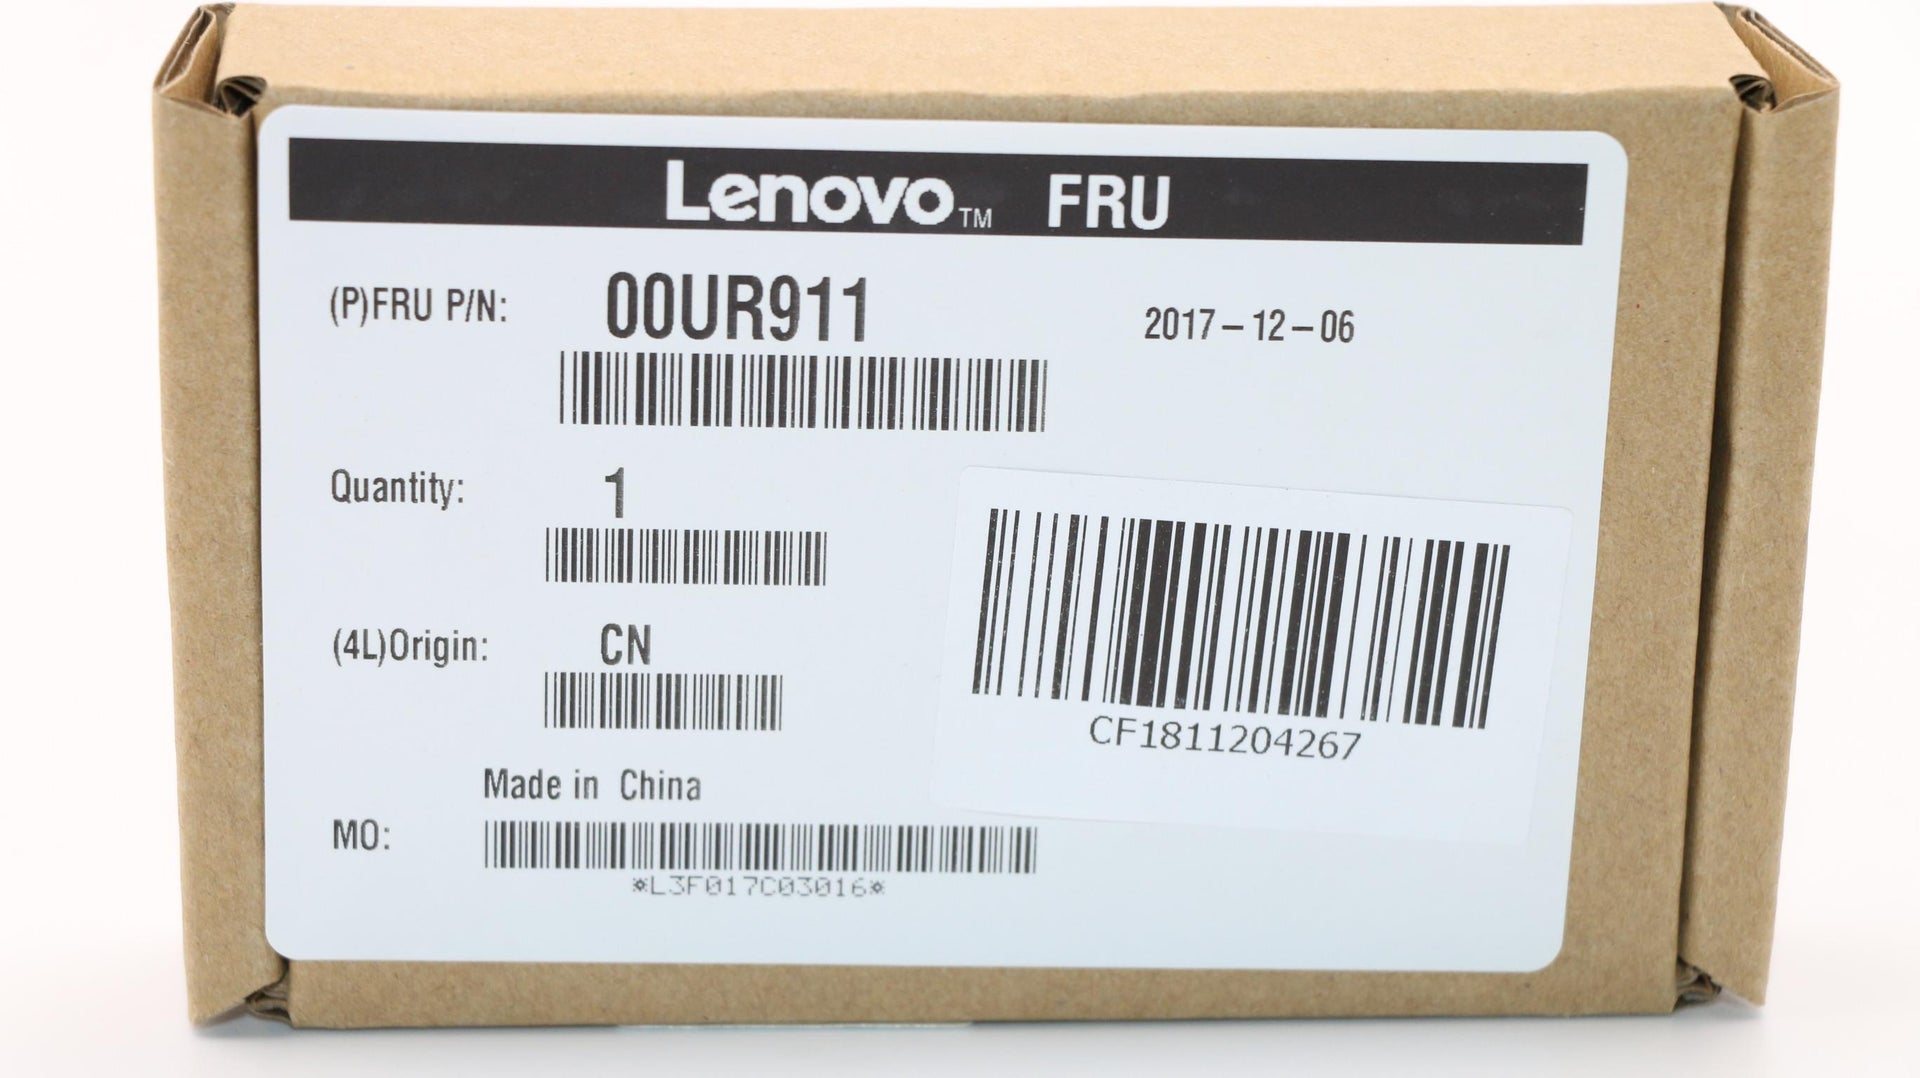 Lenovo™ FRU
(P)FRU P/N: 00UR911 2017-12-06
Quantity: 1
(4L)Origin: CN
CF1811204267
Made in China
MO:
*L3F017C03016*